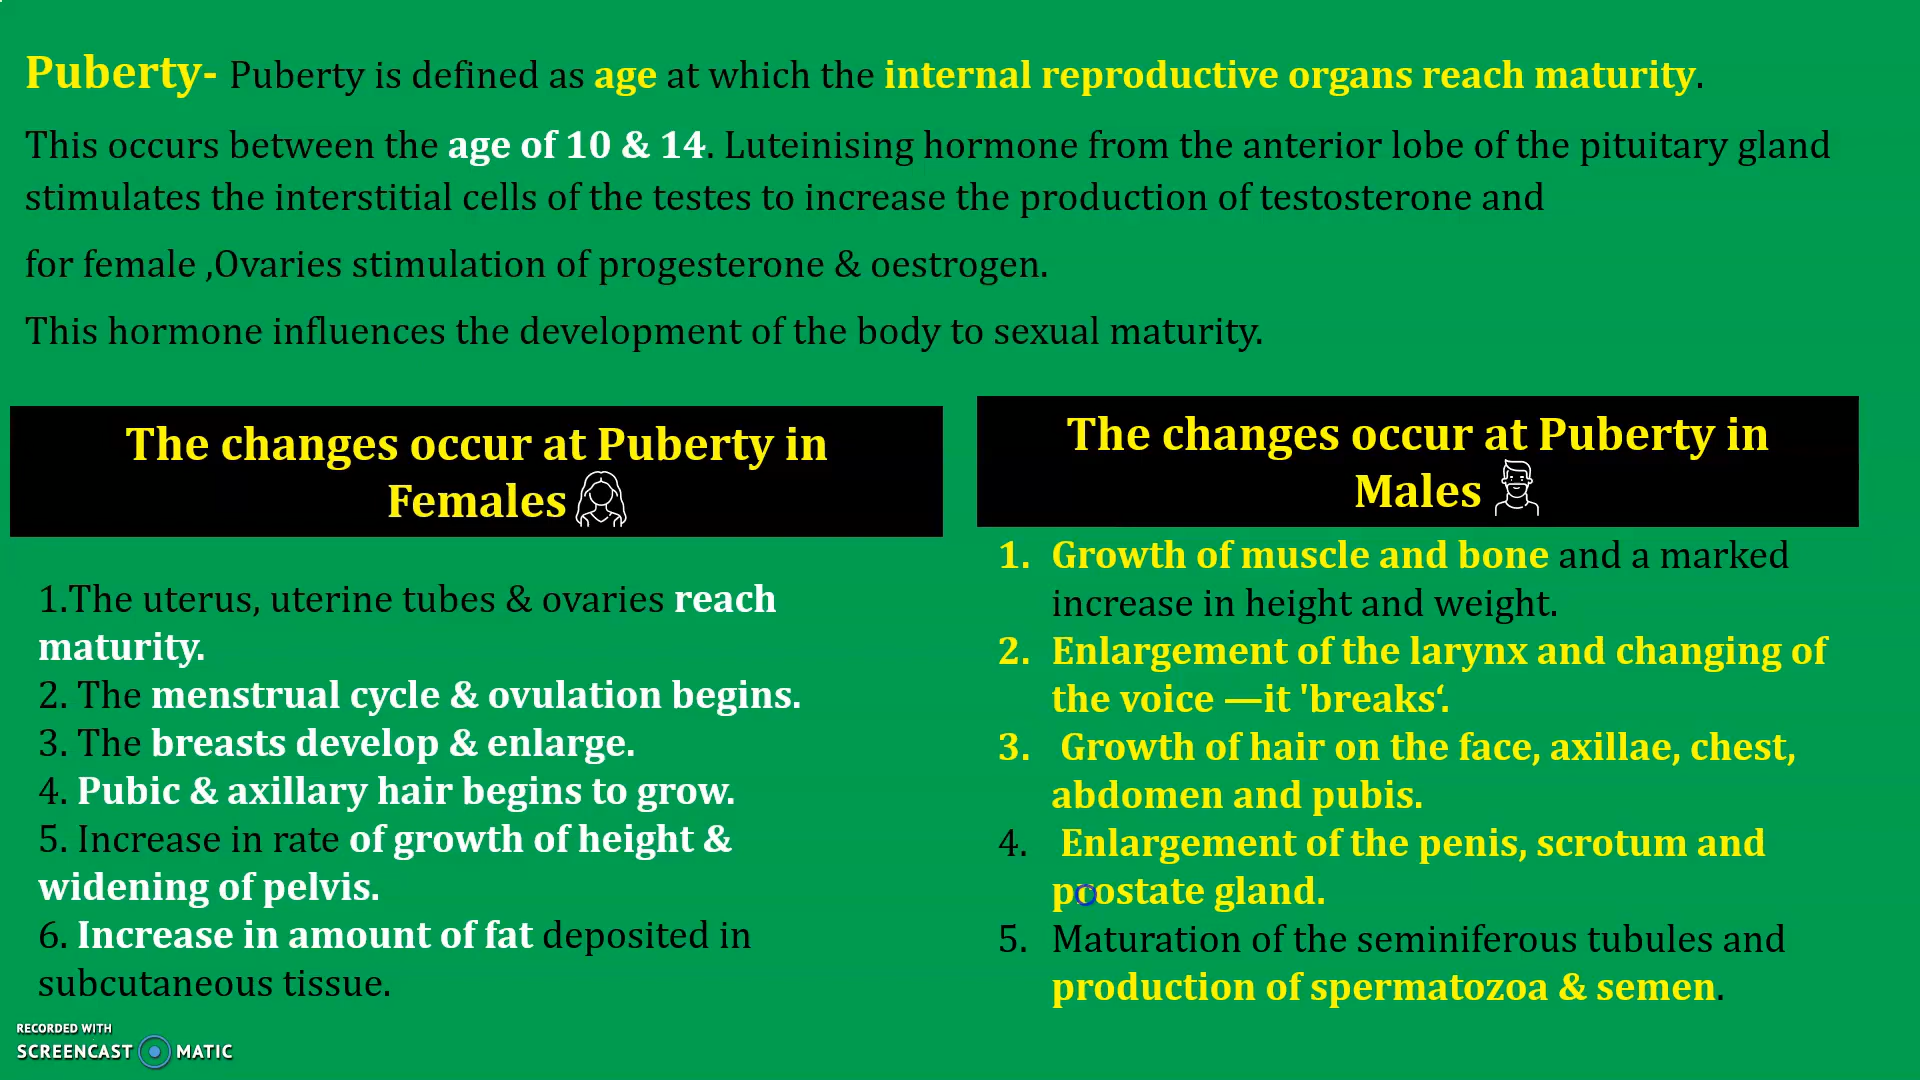 Puberty- Puberty is defined as age at which the internal reproductive organs reach maturity.
This occurs between the age of 10 & 14. Luteinising hormone from the anterior lobe of the pituitary gland
stimulates the interstitial cells of the testes to increase the production of testosterone and
for female ,Ovaries stimulation of progesterone & oestrogen.
This hormone influences the development of the body to sexual maturity.
The changes occur at Puberty in
Females
1.The uterus, uterine tubes & ovaries reach
maturity.
2. The menstrual cycle & ovulation begins.
3. The breasts develop & enlarge.
4. Pubic & axillary hair begins to grow.
5. Increase in rate of growth of height &
widening of pelvis.
6. Increase in amount of fat deposited in
subcutaneous tissue.
The changes occur at Puberty in
Males
1. Growth of muscle and bone and a marked
increase in height and weight.
2. Enlargement of the larynx and changing of
the voice —it 'breaks‘.
3. Growth of hair on the face, axillae, chest,
abdomen and pubis.
4. Enlargement of the penis, scrotum and
prostate gland.
5. Maturation of the seminiferous tubules and
production of spermatozoa & semen.
RECORDED WITH
SCREENCAST MATIC